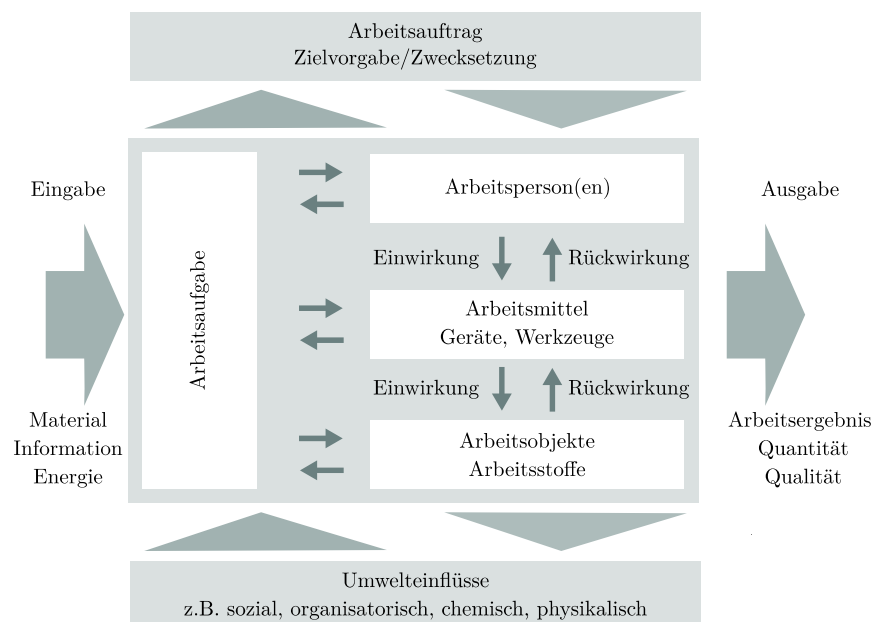 Arbeitsauftrag
Zielvorgabe/Zwecksetzung
Eingabe
Material
Information
Energie
Arbeitsaufgabe
Arbeitsperson(en)
Einwirkung
Rückwirkung
Arbeitsmittel
Geräte, Werkzeuge
Einwirkung
Rückwirkung
Arbeitsobjekte
Arbeitsstoffe
Ausgabe
Arbeitsergebnis
Quantität
Qualität
Umwelteinflüsse
z.B. sozial, organisatorisch, chemisch, physikalisch